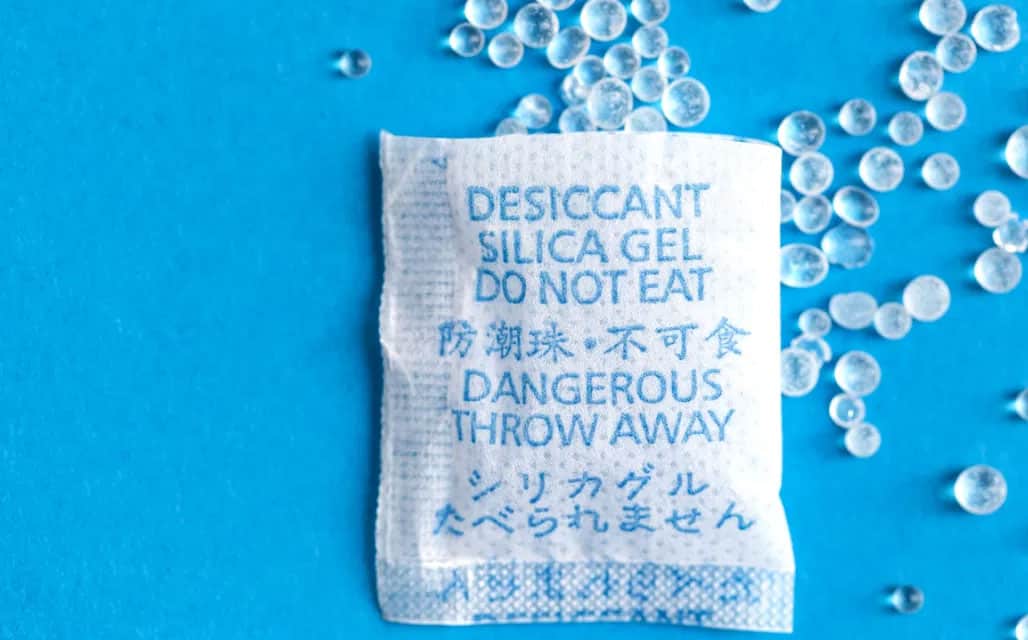 DESICCANT
SILICA GEL
DO NOT EAT
防潮珠·不可食
DANGEROUS
THROW AWAY
シリカグル
たべられません